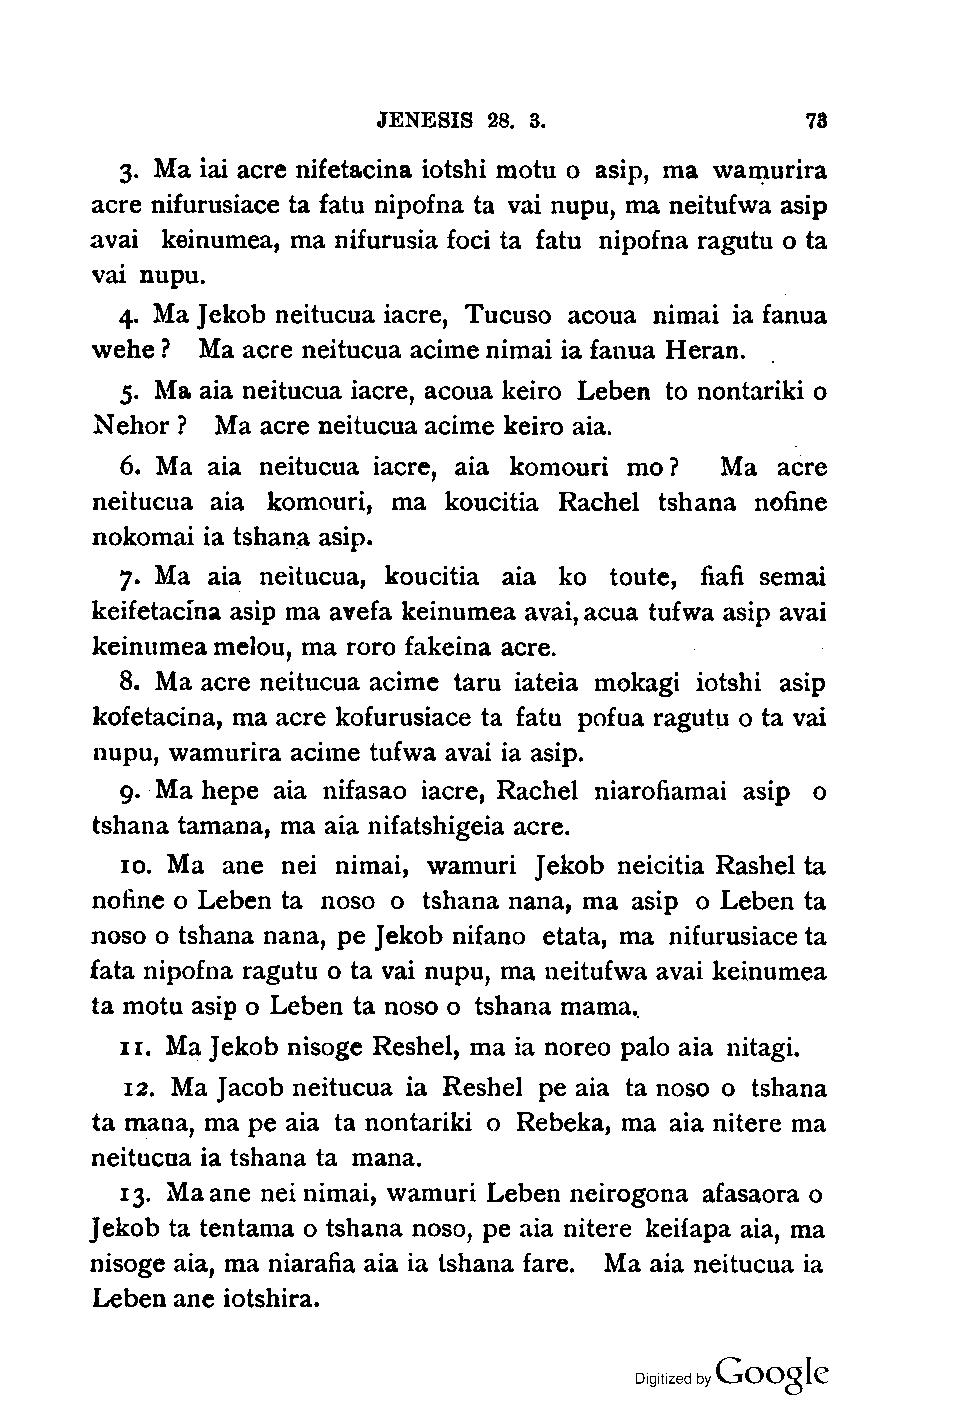 JENESIS 28. 3. 73
3. Ma iai acre nifetacina iotshi motu o asip, ma wamurira
acre nifurusiace ta fatu nipofna ta vai nupu, ma neitufwa asip
avai keinumea, ma nifurusia foci ta fatu nipofna ragutu o ta
vai nupu.
4. Ma Jekob neitucua iacre, Tucuso acoua nimai ia fanua
wehe ? Ma acre neitucua acime nimai ia fanua Heran.
5. Ma aia neitucua iacre, acoua keiro Leben to nontariki o
Nehor ? Ma acre neitucua acime keiro aia.
6. Ma aia neitucua iacre, aia komouri mo ? Ma acre
neitucua aia komouri, ma koucitia Rachel tshana nofine
nokomai ia tshana asip.
7. Ma aia neitucua, koucitia aia ko toute, fiafi semai
keifetacina asip ma avefa keinumea avai, acua tufwa asip avai
keinumea melou, ma roro fakeina acre.
8. Ma acre neitucua acime taru iateia mokagi iotshi asip
kofetacina, ma acre kofurusiace ta fatu pofua ragutu o ta vai
nupu, wamurira acime tufwa avai ia asip.
9. Ma hepe aia nifasao iacre, Rachel niarofiamai asip o
tshana tamana, ma aia nifatshigeia acre.
10. Ma ane nei nimai, wamuri Jekob neicitia Rashel ta
nofine o Leben ta noso o tshana nana, ma asip o Leben ta
noso o tshana nana, pe Jekob nifano etata, ma nifurusiace ta
fata nipofna ragutu o ta vai nupu, ma neitufwa avai keinumea
ta motu asip o Leben ta noso o tshana mama.
11. Ma Jekob nisoge Reshel, ma ia noreo palo aia nitagi.
12. Ma Jacob neitucua ia Reshel pe aia ta noso o tshana
ta mana, ma pe aia ta nontariki o Rebeka, ma aia nitere ma
neitucua ia tshana ta mana.
13. Ma ane nei nimai, wamuri Leben neirogona afasaora o
Jekob ta tentama o tshana noso, pe aia nitere keifapa aia, ma
nisoge aia, ma niarafia aia ia tshana fare. Ma aia neitucua ia
Leben ane iotshira.
Digitized by Google